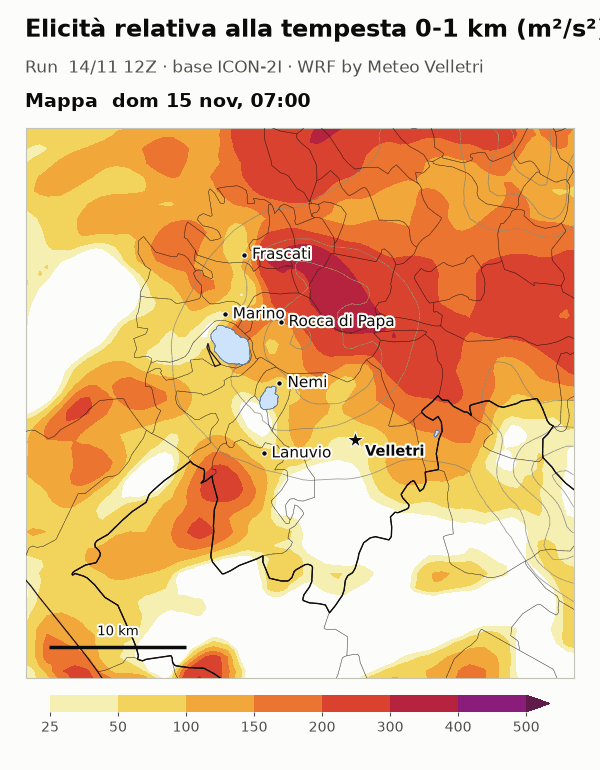 Elicità relativa alla tempesta 0-1 km (m²/s²)
Run 14/11 12Z · base ICON-2I · WRF by Meteo Velletri
Mappa dom 15 nov, 07:00
Frascati
Marino
Rocca di Papa
Nemi
Velletri
Lanuvio
10 km
25 50 100 150 200 300 400 500